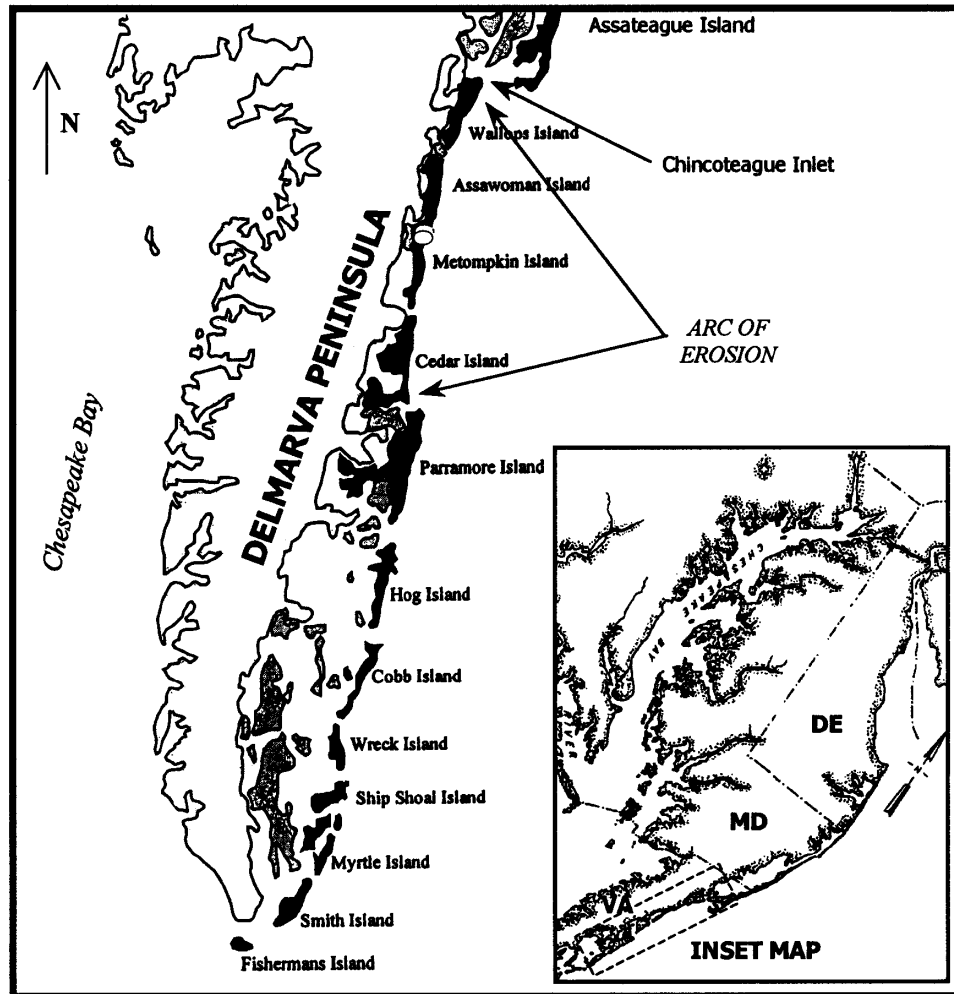 Assateague Island
N
Wallops Island
Chincoteague Inlet
Assawoman Island
DELMARVA PENINSULA
Metompkin Island
ARC OF
EROSION
Cedar Island
Chesapeake Bay
Parramore Island
Hog Island
Cobb Island
Wreck Island
Ship Shoal Island
Myrtle Island
Smith Island
Fishermans Island
BAY
RIVER
DE
MD
VA
INSET MAP